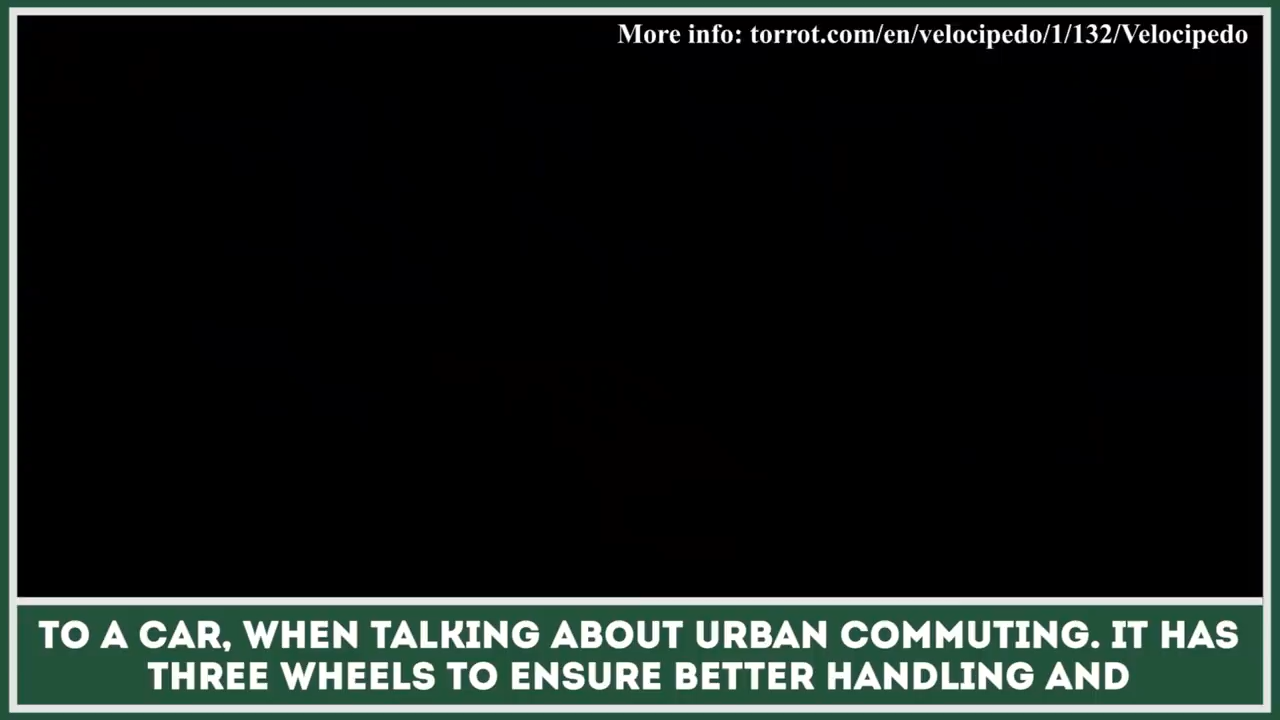 More info: torrot.com/en/velocipedo/1/132/Velocipedo
TO A CAR, WHEN TALKING ABOUT URBAN COMMUTING. IT HAS
THREE WHEELS TO ENSURE BETTER HANDLING AND